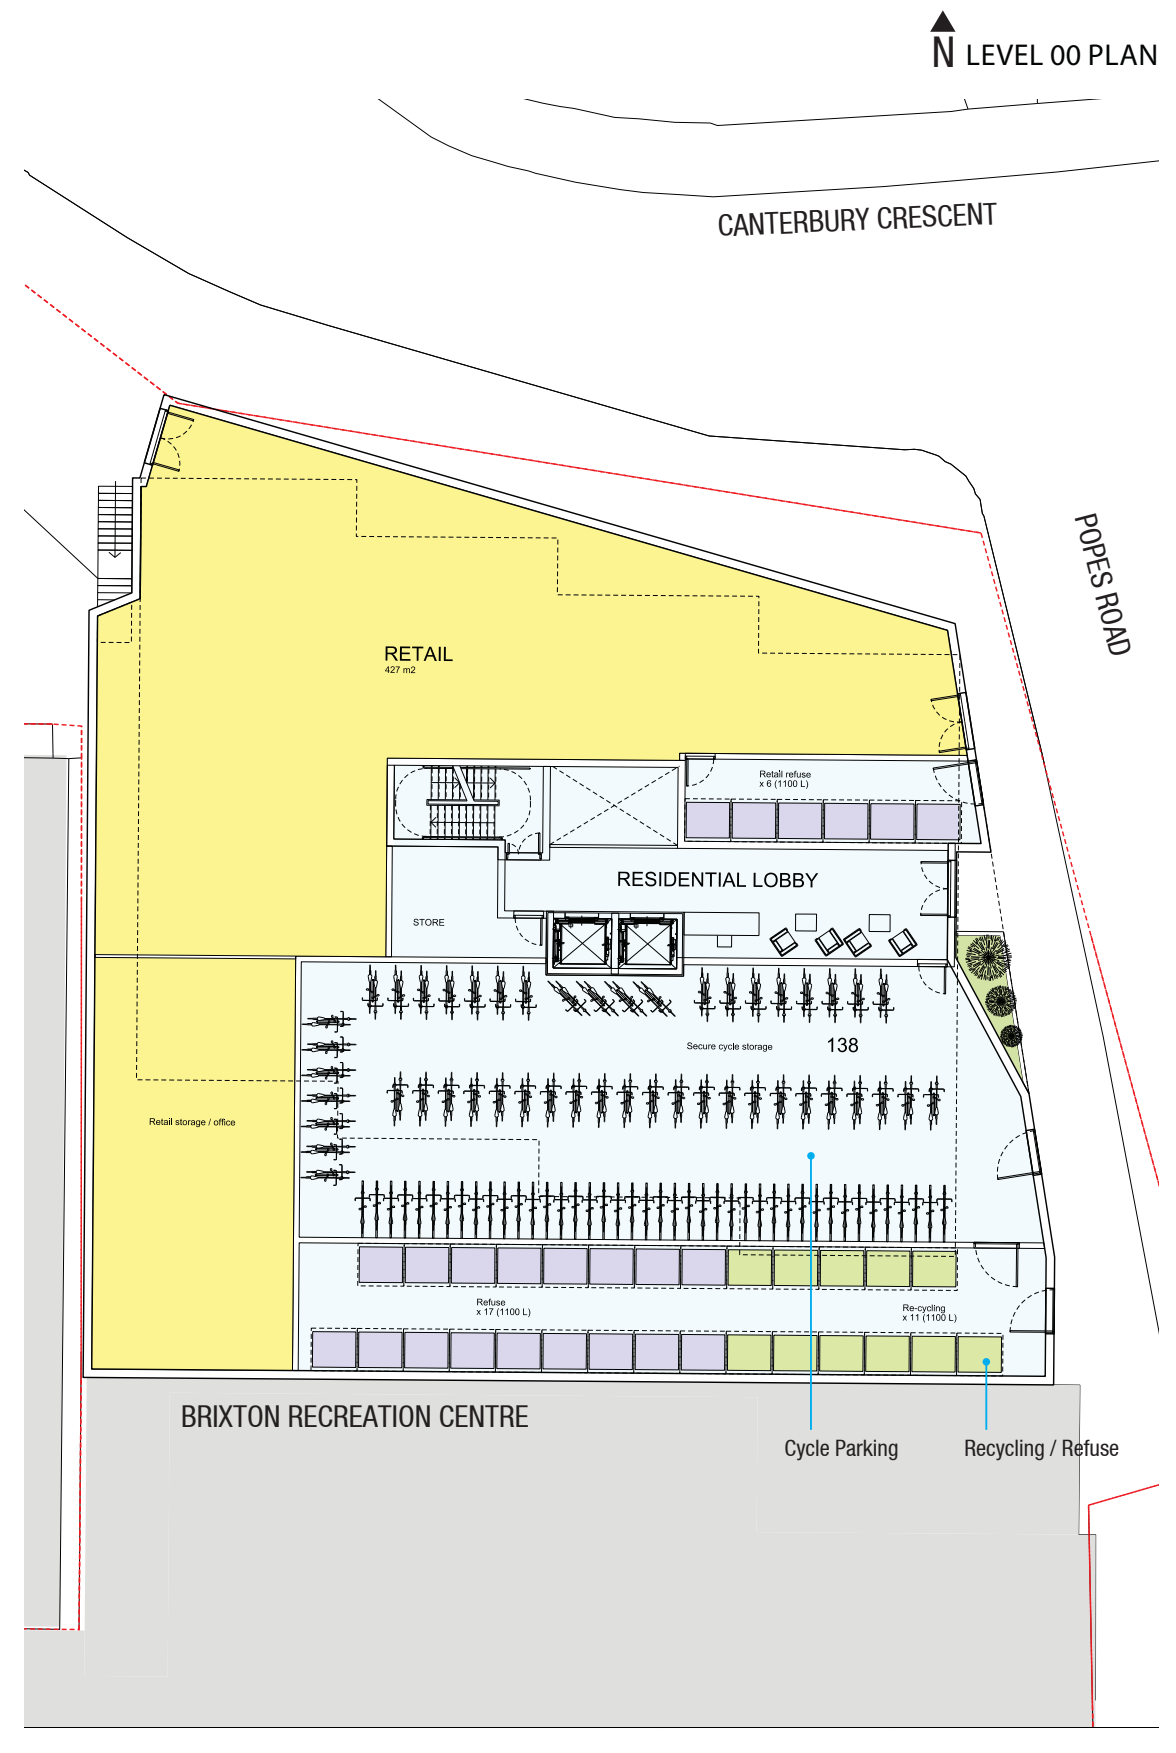 N LEVEL 00 PLAN
CANTERBURY CRESCENT
POPES ROAD
RETAIL
427 m2
Retail refuse
x 6 (1100 L)
RESIDENTIAL LOBBY
STORE
Secure cycle storage 138
Retail storage / office
Refuse
x 17 (1100 L)
Re-cycling
x 11 (1100 L)
BRIXTON RECREATION CENTRE
Cycle Parking
Recycling / Refuse